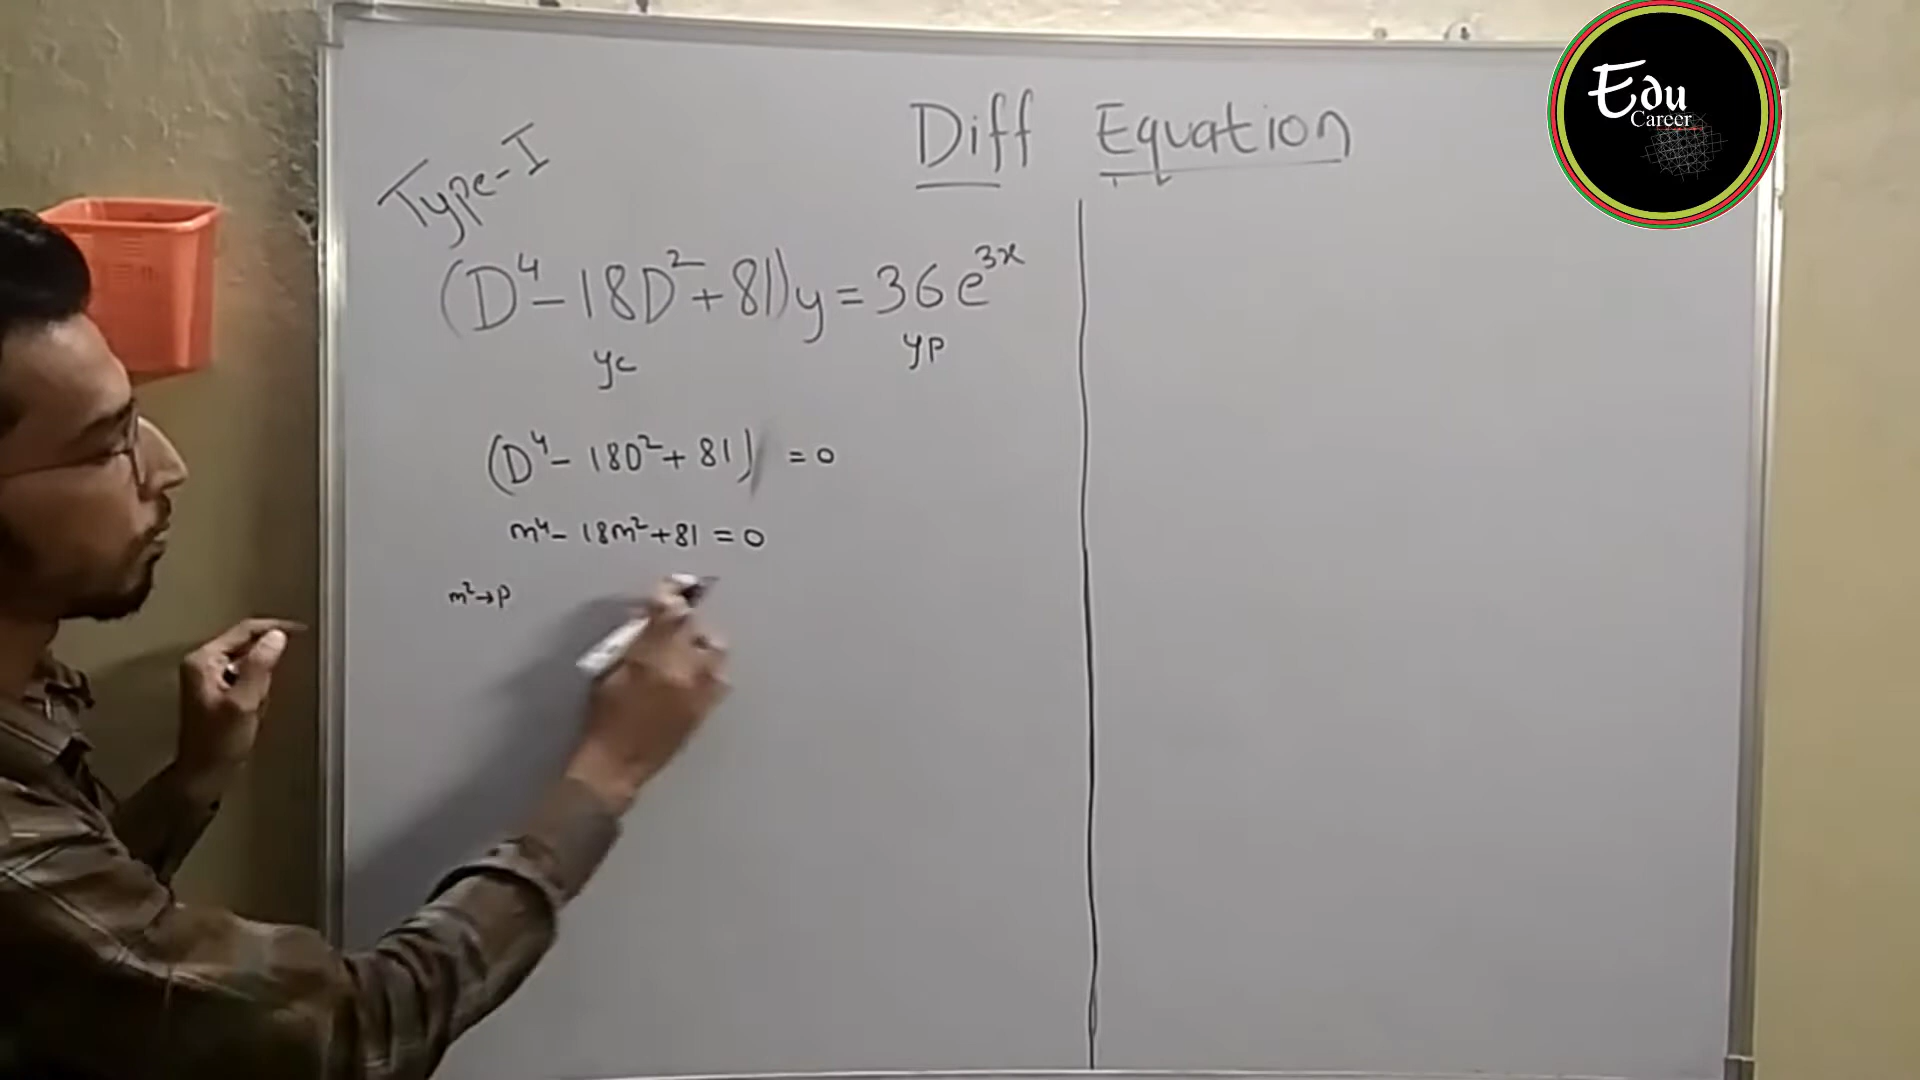 Diff Equation
Type-I
(D⁴-18D²+81)y=36e³ˣ
yc
yp
(D⁴-18D²+81) =0
m⁴-18m²+81=0
m²→p
Edu
Career